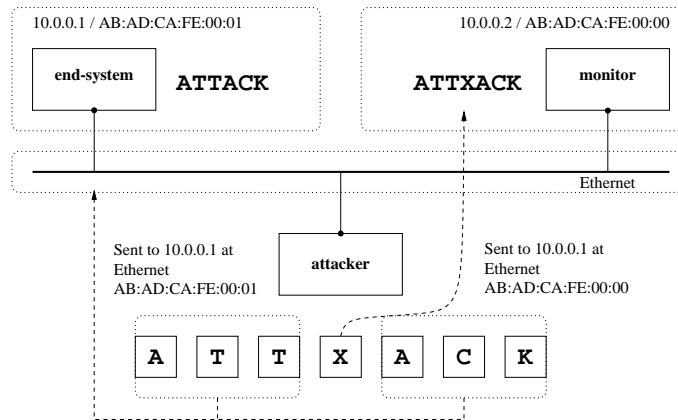 10.0.0.1 / AB:AD:CA:FE:00:01
10.0.0.2 / AB:AD:CA:FE:00:00
end-system
ATTACK
ATTXACK
monitor
Ethernet
Sent to 10.0.0.1 at
Ethernet
AB:AD:CA:FE:00:01
attacker
Sent to 10.0.0.1 at
Ethernet
AB:AD:CA:FE:00:00
A T T X A C K